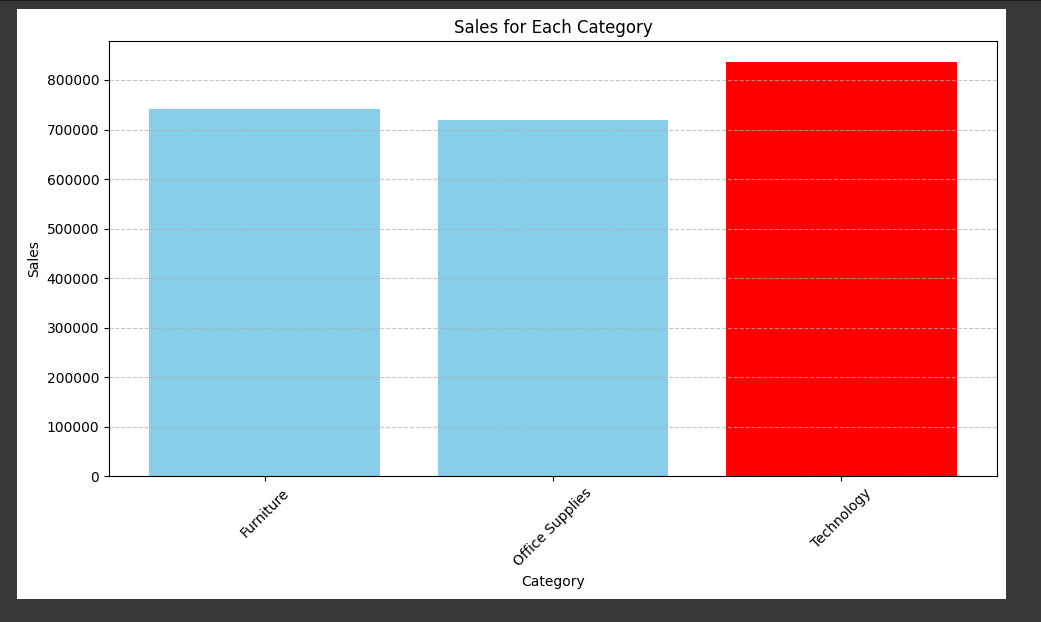 Sales for Each Category
800000
700000
600000
500000
400000
300000
200000
100000
0
Sales
Furniture
Office Supplies
Technology
Category